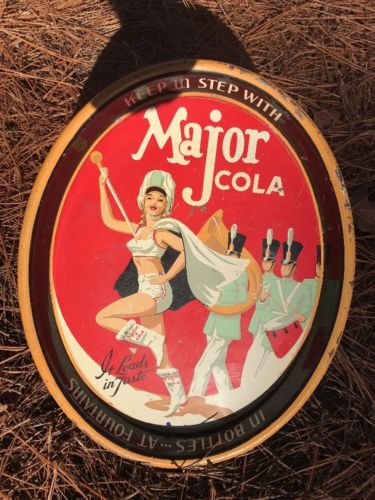 KEEP IN STEP WITH
Major
COLA
It Leads
in Taste
IN BOTTLES... AT FOUNTAINS